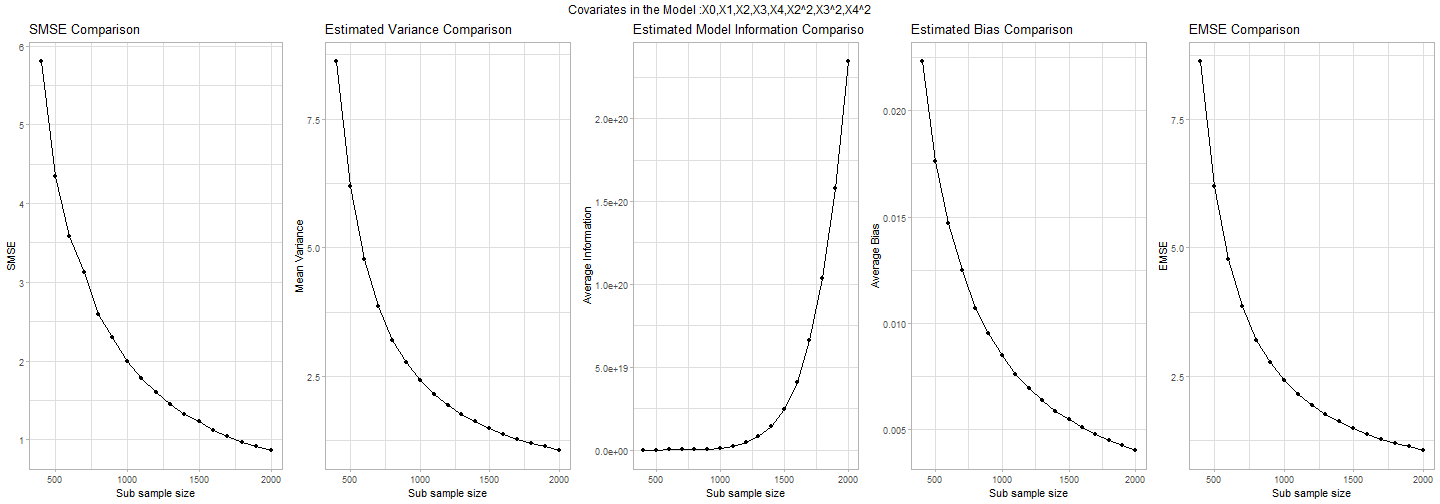 Covariates in the Model :X0,X1,X2,X3,X4,X2^2,X3^2,X4^2
SMSE Comparison
6
5
4
3
2
1
SMSE
500
1000
1500
2000
Sub sample size
Estimated Variance Comparison
7.5
5.0
2.5
Mean Variance
500
1000
1500
2000
Sub sample size
Estimated Model Information Compariso
2.0e+20
1.5e+20
1.0e+20
5.0e+19
0.0e+00
Average Information
500
1000
1500
2000
Sub sample size
Estimated Bias Comparison
0.020
0.015
0.010
0.005
Average Bias
500
1000
1500
2000
Sub sample size
EMSE Comparison
7.5
5.0
2.5
EMSE
500
1000
1500
2000
Sub sample size